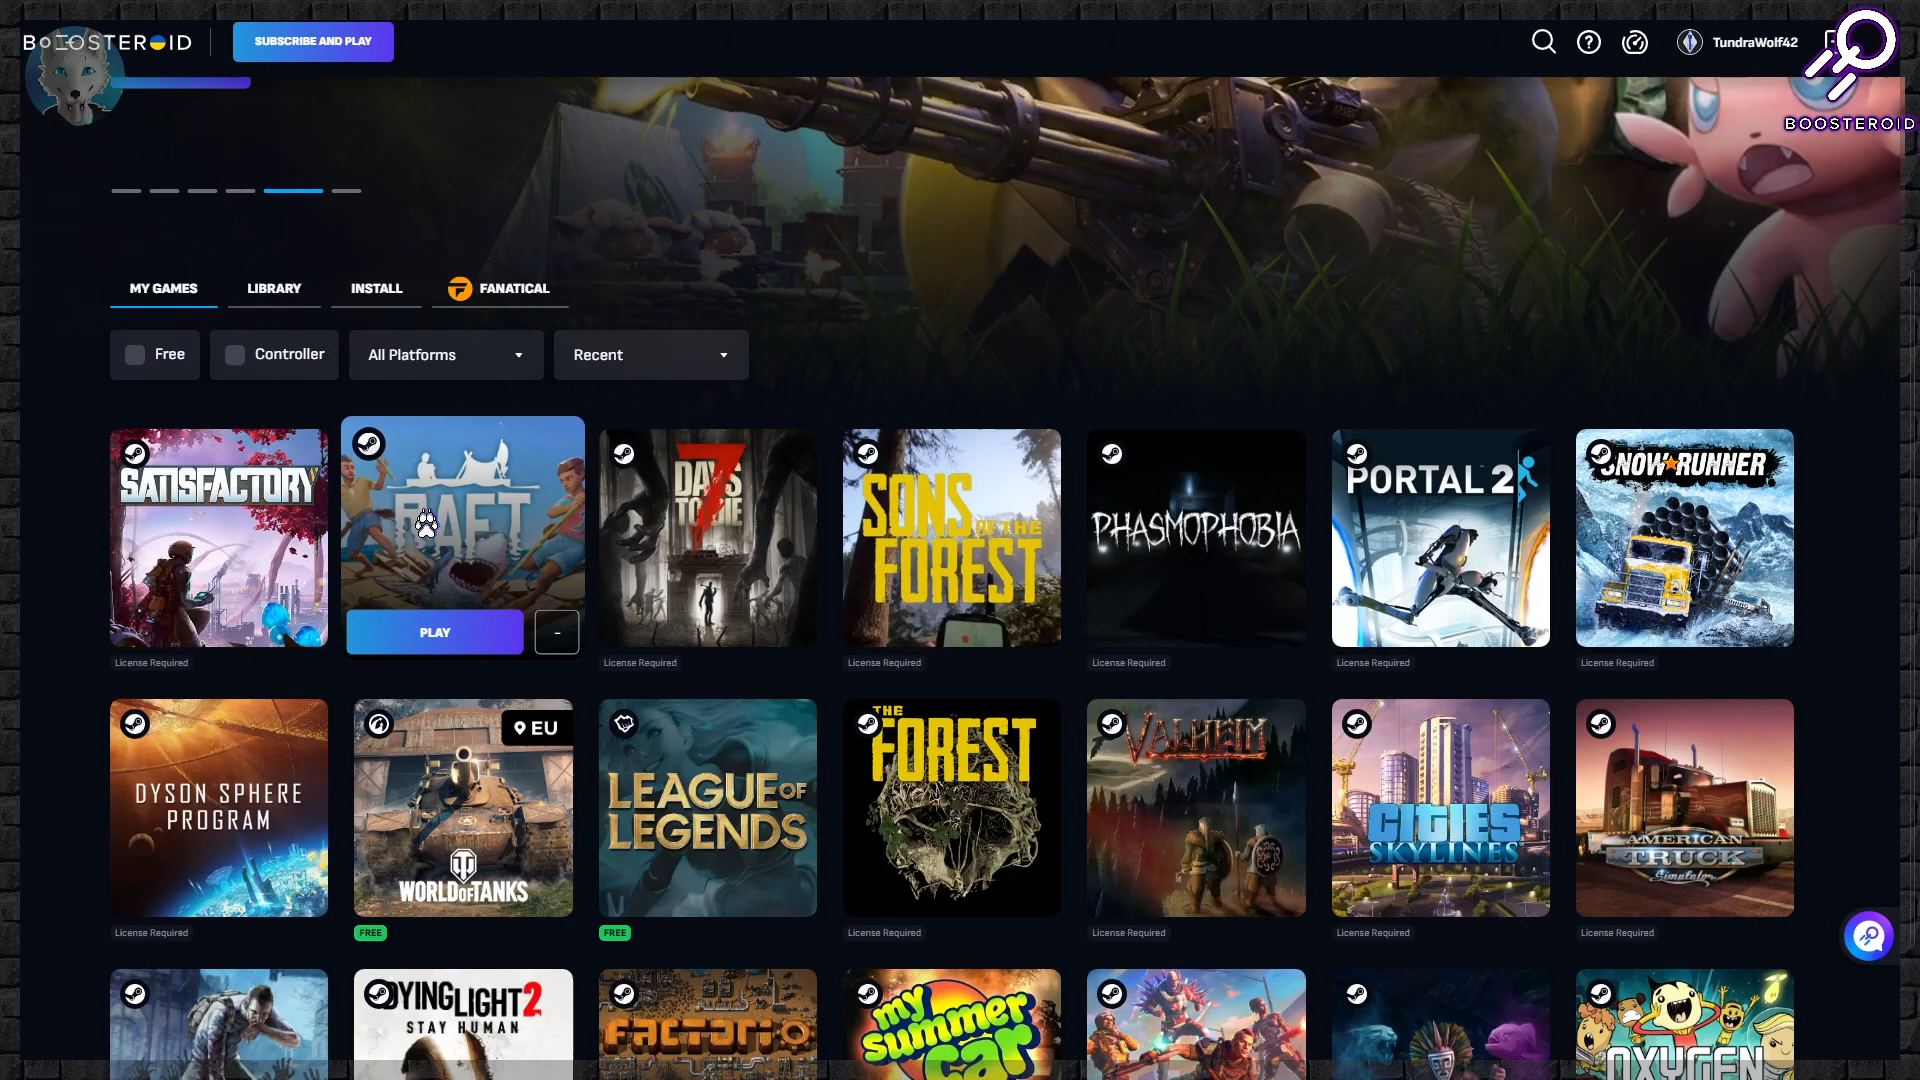 BOOSTEROID
SUBSCRIBE AND PLAY
TundraWolf42
BOOSTEROID
MY GAMES
LIBRARY
INSTALL
FANATICAL
Free
Controller
All Platforms
Recent
SATISFACTORY
RAFT
PLAY
-
7
DAYS
TO DIE
SONS
OF THE
FOREST
PHASMOPHOBIA
PORTAL 2
SNOWRUNNER
License Required
License Required
License Required
License Required
License Required
License Required
DYSON SPHERE
PROGRAM
EU
WORLD OF TANKS
LEAGUE OF
LEGENDS
THE
FOREST
VALHEIM
CITIES
SKYLINES
AMERICAN
TRUCK
Simulator
License Required
FREE
FREE
License Required
License Required
License Required
License Required
DYING LIGHT 2
STAY HUMAN
FACTORIO
my
summer
car
OXYGEN